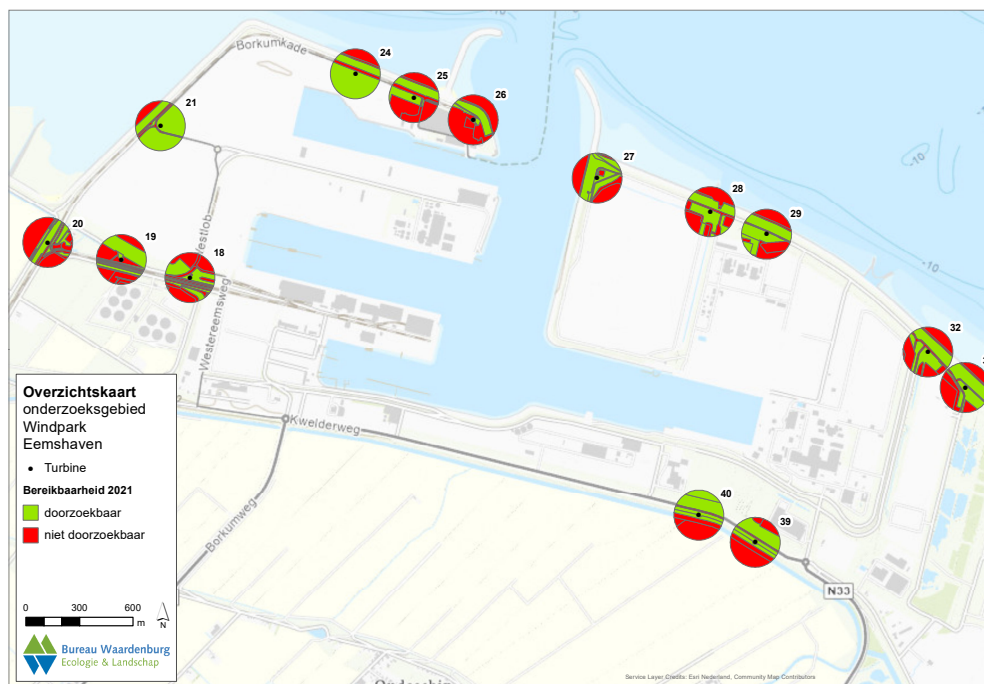 Borkumkade
24
25
26
21
27
28
29
20
19
18
Westlob
Westereemsweg
-10
-10
32
Overzichtskaart
onderzoeksgebied
Windpark
Eemshaven
Turbine
Bereikbaarheid 2021
doorzoekbaar
niet doorzoekbaar
0 300 600
m
N
Bureau Waardenburg
Ecologie & Landschap
Kwelderweg
Borkumweg
40
39
N33
Service Layer Credits: Esri Nederland, Community Map Contributors